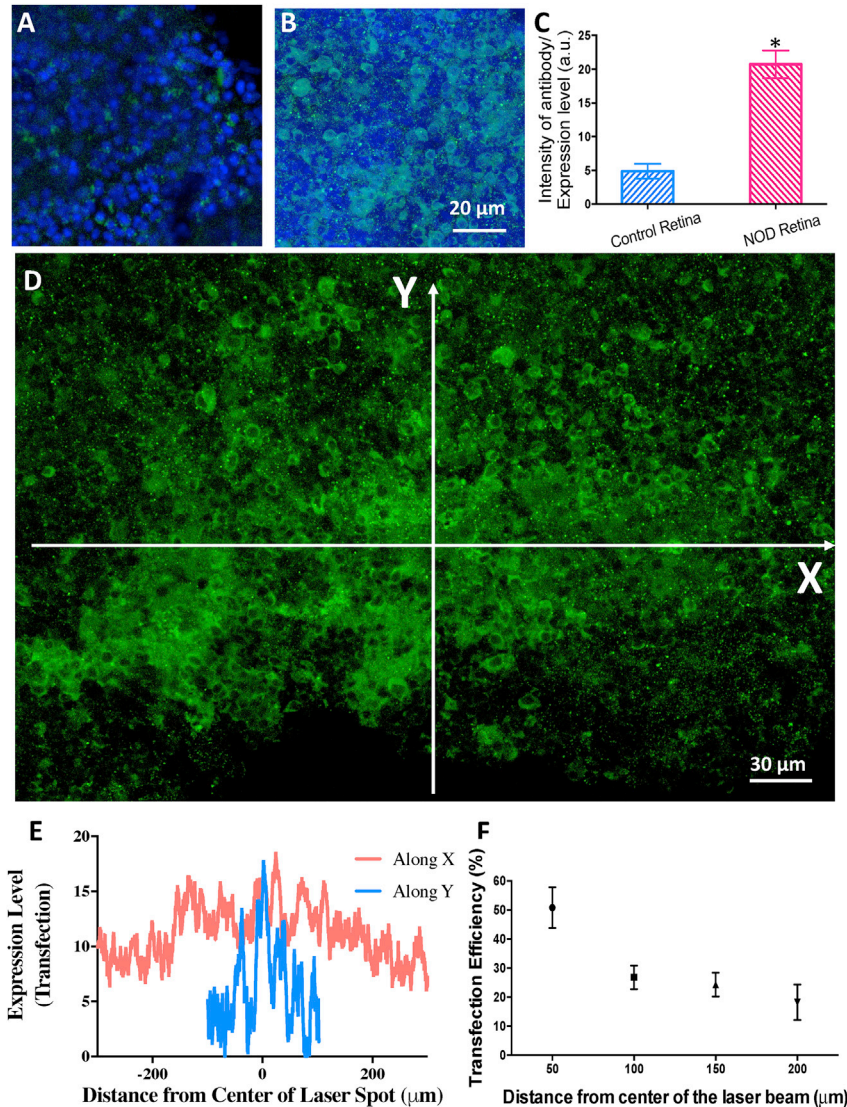 A
B
20 μm
C
Intensity of antibody/
Expression level (a.u.)
25
20
15
10
5
0
*
Control Retina
NOD Retina
D
Y
X
30 μm
E
Expression Level
(Transfection)
20
15
10
5
0
Along X
Along Y
-200
0
200
Distance from Center of Laser Spot (μm)
F
Transfection Efficiency (%)
60
50
40
30
20
10
0
50
100
150
200
Distance from center of the laser beam (μm)